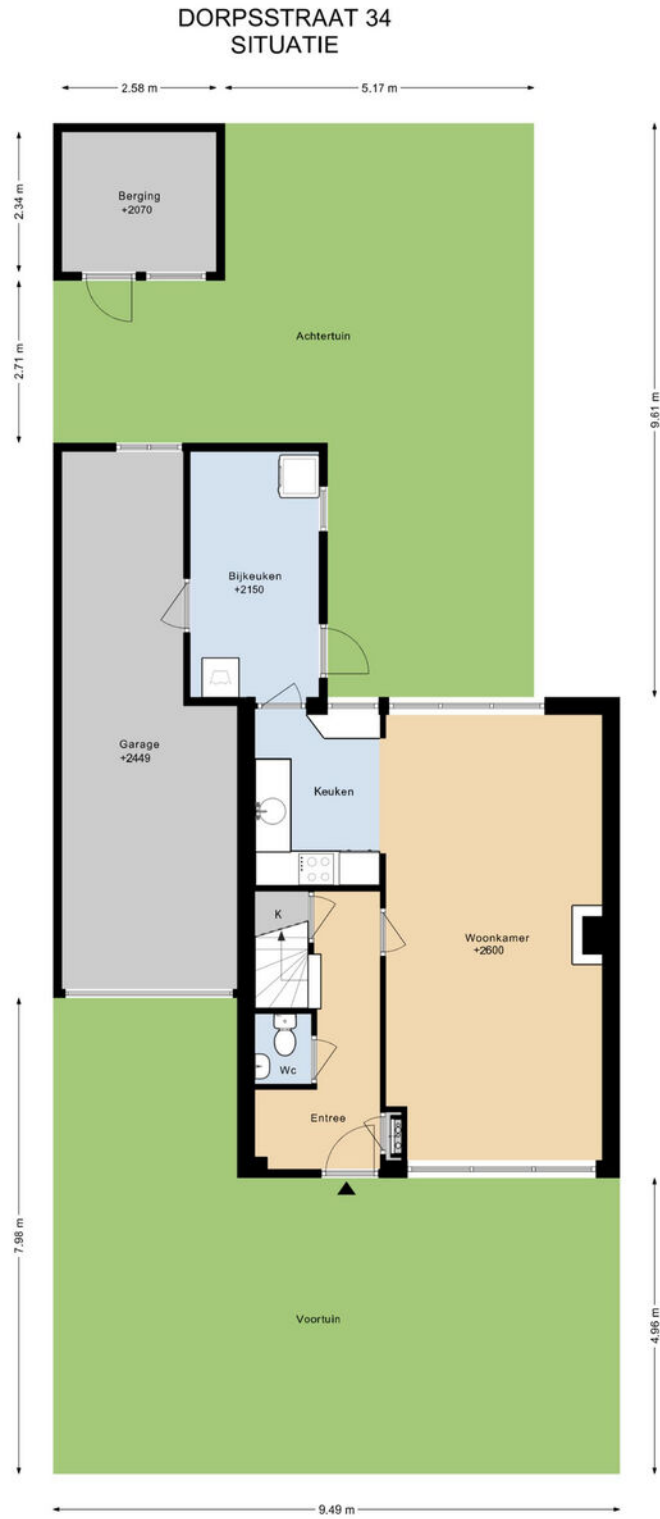 DORPSSTRAAT 34
SITUATIE
2.58 m
5.17 m
Berging
+2070
2.34 m
Achtertuin
2.71 m
9.61 m
Bijkeuken
+2150
Garage
+2449
Keuken
K
Woonkamer
+2600
Wc
Entree
7.98 m
Voortuin
4.96 m
9.49 m